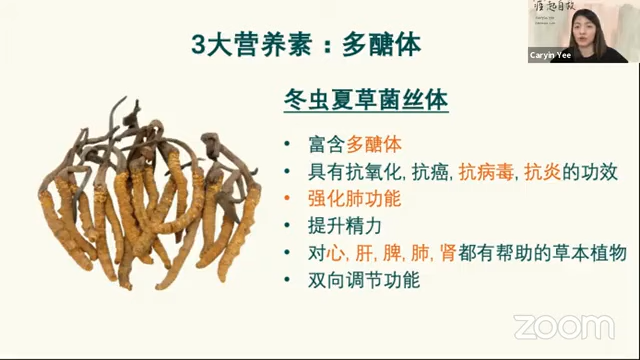 3大营养素：多醣体
Caryin Yee
冬虫夏草菌丝体
• 富含多醣体
• 具有抗氧化, 抗癌, 抗病毒, 抗炎的功效
• 强化肺功能
• 提升精力
• 对心, 肝, 脾, 肺, 肾都有帮助的草本植物
• 双向调节功能
zoom